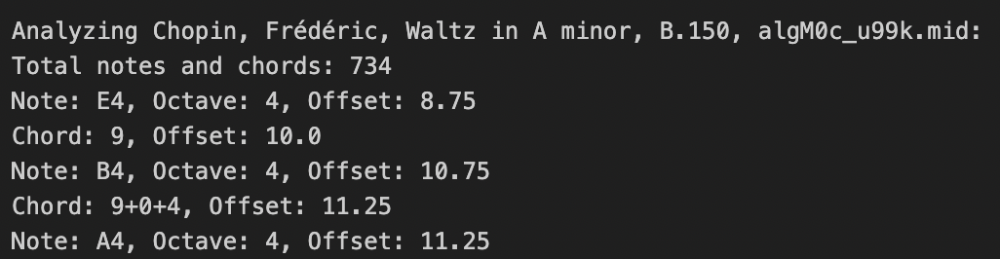 Analyzing Chopin, Frédéric, Waltz in A minor, B.150, algM0c_u99k.mid:
Total notes and chords: 734
Note: E4, Octave: 4, Offset: 8.75
Chord: 9, Offset: 10.0
Note: B4, Octave: 4, Offset: 10.75
Chord: 9+0+4, Offset: 11.25
Note: A4, Octave: 4, Offset: 11.25